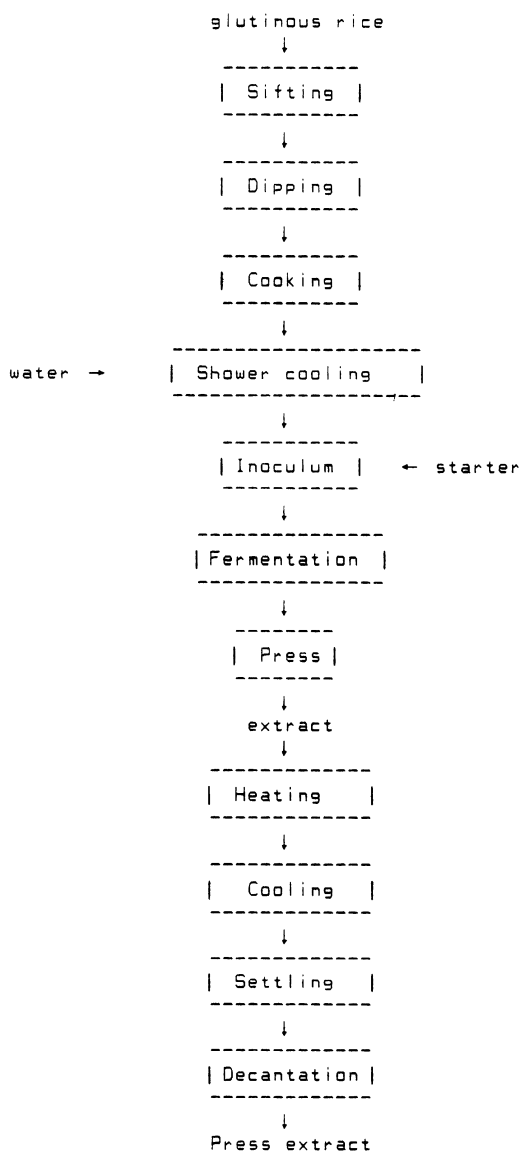 glutinous rice
↓
-----------
| Sifting |
-----------
↓
-----------
| Dipping |
-----------
↓
-----------
| Cooking |
-----------
↓
--------------------
water → | Shower cooling |
--------------------
↓
-----------
| Inoculum | ← starter
-----------
↓
---------------
| Fermentation |
---------------
↓
--------
| Press |
--------
↓
extract
↓
-------------
| Heating |
-------------
↓
-------------
| Cooling |
-------------
↓
-------------
| Settling |
-------------
↓
-------------
| Decantation |
-------------
↓
Press extract